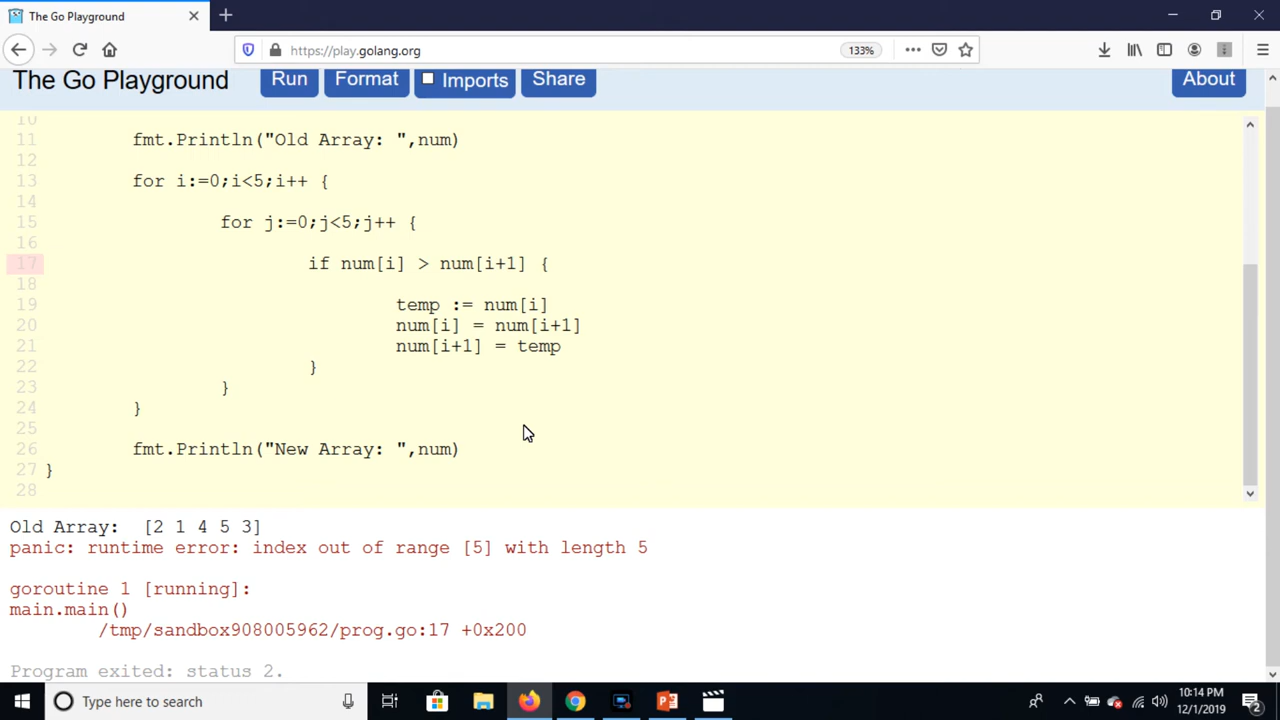 The Go Playground
https://play.golang.org
133%
The Go Playground
Run
Format
Imports
Share
About
10
11 fmt.Println("Old Array: ",num)
12
13 for i:=0;i<5;i++ {
14
15 for j:=0;j<5;j++ {
16
17 if num[i] > num[i+1] {
18
19 temp := num[i]
20 num[i] = num[i+1]
21 num[i+1] = temp
22 }
23 }
24 }
25
26 fmt.Println("New Array: ",num)
27 }
28
Old Array:  [2 1 4 5 3]
panic: runtime error: index out of range [5] with length 5
goroutine 1 [running]:
main.main()
/tmp/sandbox908005962/prog.go:17 +0x200
Program exited: status 2.
Type here to search
10:14 PM
12/1/2019
2